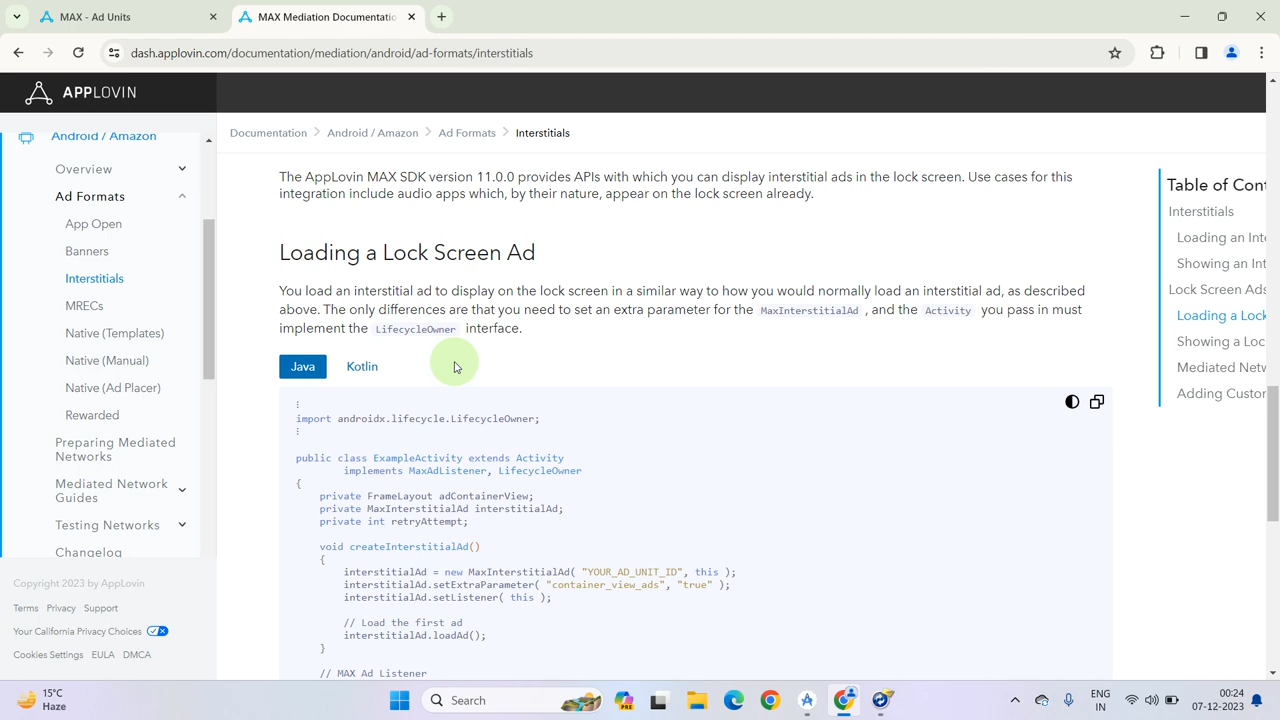 MAX - Ad Units
MAX Mediation Documentatio
dash.applovin.com/documentation/mediation/android/ad-formats/interstitials
APPLOVIN
Documentation > Android / Amazon > Ad Formats > Interstitials
Android / Amazon
Overview
Ad Formats
App Open
Banners
Interstitials
MRECs
Native (Templates)
Native (Manual)
Native (Ad Placer)
Rewarded
Preparing Mediated
Networks
Mediated Network
Guides
Testing Networks
Changelog
Copyright 2023 by AppLovin
Terms Privacy Support
Your California Privacy Choices
Cookies Settings EULA DMCA
The AppLovin MAX SDK version 11.0.0 provides APIs with which you can display interstitial ads in the lock screen. Use cases for this
integration include audio apps which, by their nature, appear on the lock screen already.
Loading a Lock Screen Ad
You load an interstitial ad to display on the lock screen in a similar way to how you would normally load an interstitial ad, as described
above. The only differences are that you need to set an extra parameter for the MaxInterstitialAd , and the Activity you pass in must
implement the LifecycleOwner interface.
Java Kotlin
⋮
import androidx.lifecycle.LifecycleOwner;
⋮
public class ExampleActivity extends Activity
implements MaxAdListener, LifecycleOwner
{
private FrameLayout adContainerView;
private MaxInterstitialAd interstitialAd;
private int retryAttempt;
void createInterstitialAd()
{
interstitialAd = new MaxInterstitialAd( "YOUR_AD_UNIT_ID", this );
interstitialAd.setExtraParameter( "container_view_ads", "true" );
interstitialAd.setListener( this );
// Load the first ad
interstitialAd.loadAd();
}
// MAX Ad Listener
Table of Con
Interstitials
Loading an Inte
Showing an Int
Lock Screen Ads
Loading a Lock
Showing a Loc
Mediated Netw
Adding Custor
15°C
Haze
Search
PRE
ENG
IN
00:24
07-12-2023